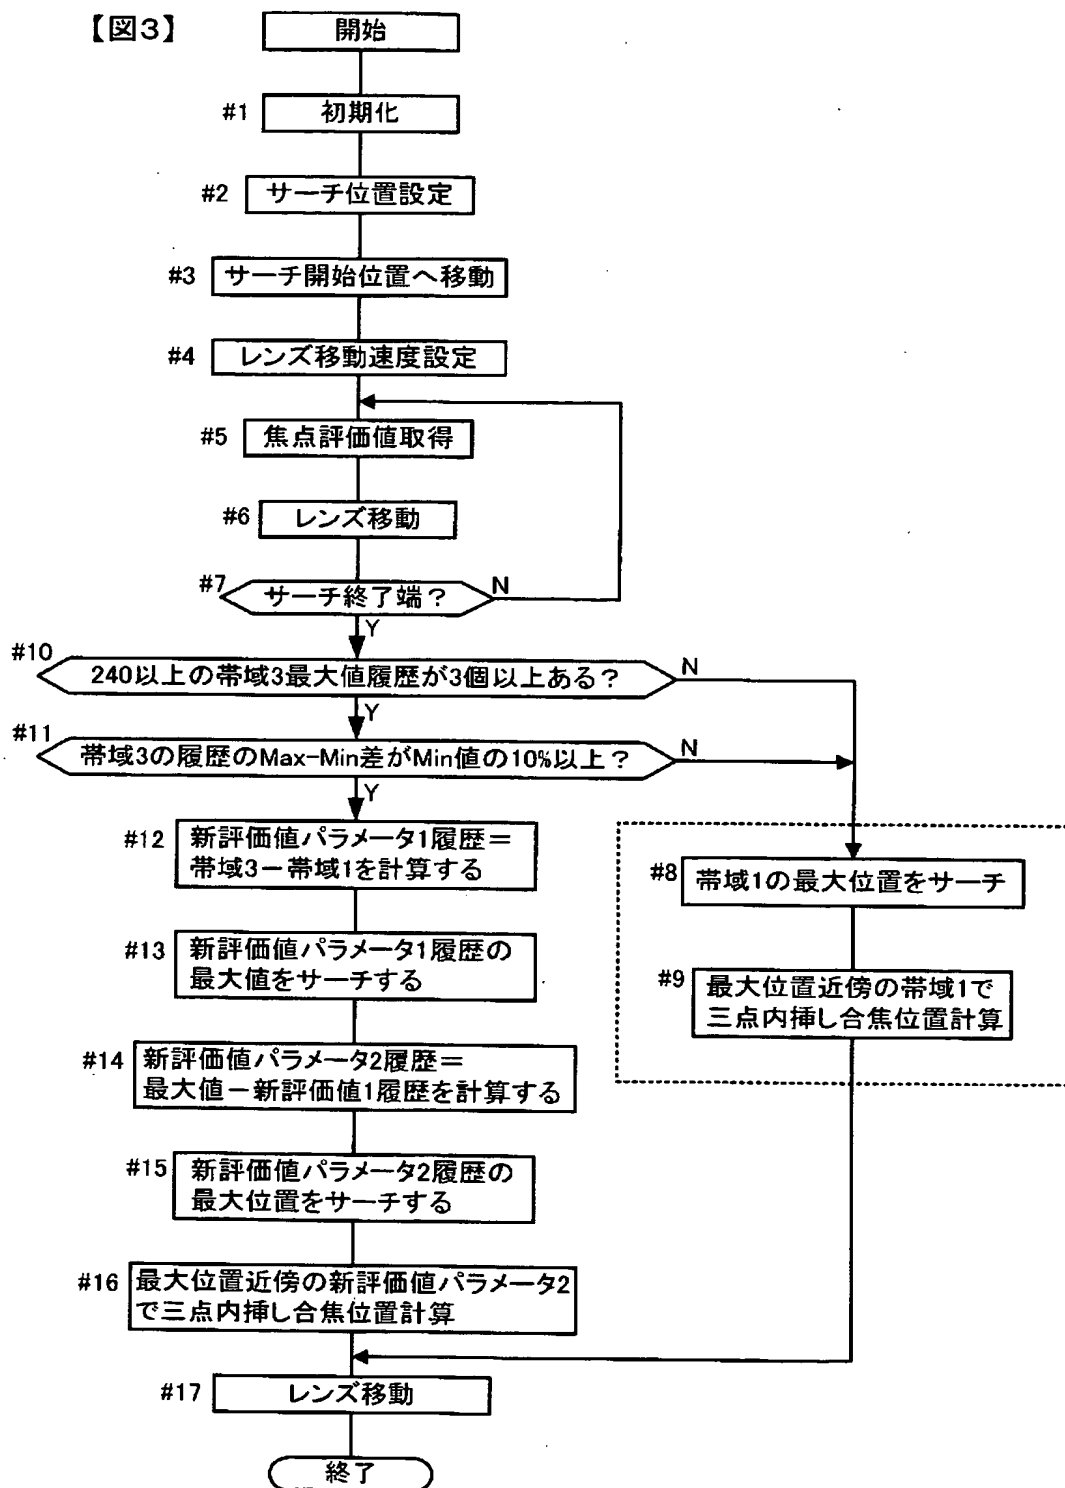 【図3】
開始
#1
初期化
#2
サーチ位置設定
#3
サーチ開始位置へ移動
#4
レンズ移動速度設定
#5
焦点評価値取得
#6
レンズ移動
#7
サーチ終了端？
N
Y
#10
240以上の帯域3最大値履歴が3個以上ある？
N
Y
#11
帯域3の履歴のMax-Min差がMin値の10%以上？
N
Y
#12
新評価値パラメータ1履歴＝
帯域3－帯域1を計算する
#8
帯域1の最大位置をサーチ
#13
新評価値パラメータ1履歴の
最大値をサーチする
#9
最大位置近傍の帯域1で
三点内挿し合焦位置計算
#14
新評価値パラメータ2履歴＝
最大値－新評価値1履歴を計算する
#15
新評価値パラメータ2履歴の
最大位置をサーチする
#16
最大位置近傍の新評価値パラメータ2
で三点内挿し合焦位置計算
#17
レンズ移動
終了